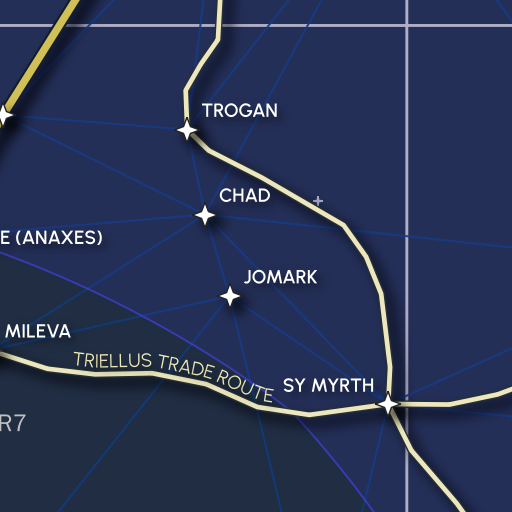 TROGAN
CHAD
E (ANAXES)
JOMARK
MILEVA
TRIELLUS TRADE ROUTE
SY MYRTH
R7